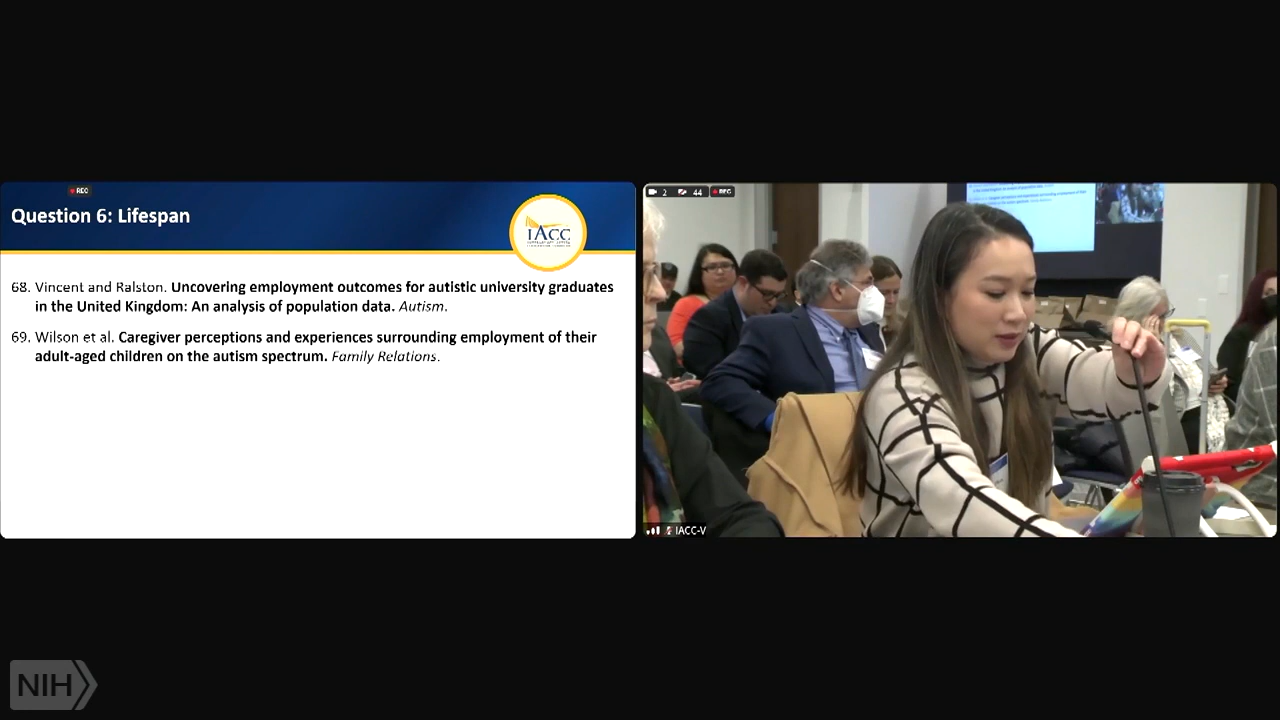 REC
Question 6: Lifespan
IACC
68. Vincent and Ralston. Uncovering employment outcomes for autistic university graduates
in the United Kingdom: An analysis of population data. Autism.
69. Wilson et al. Caregiver perceptions and experiences surrounding employment of their
adult-aged children on the autism spectrum. Family Relations.
2 44 REC
IACC-V
NIH